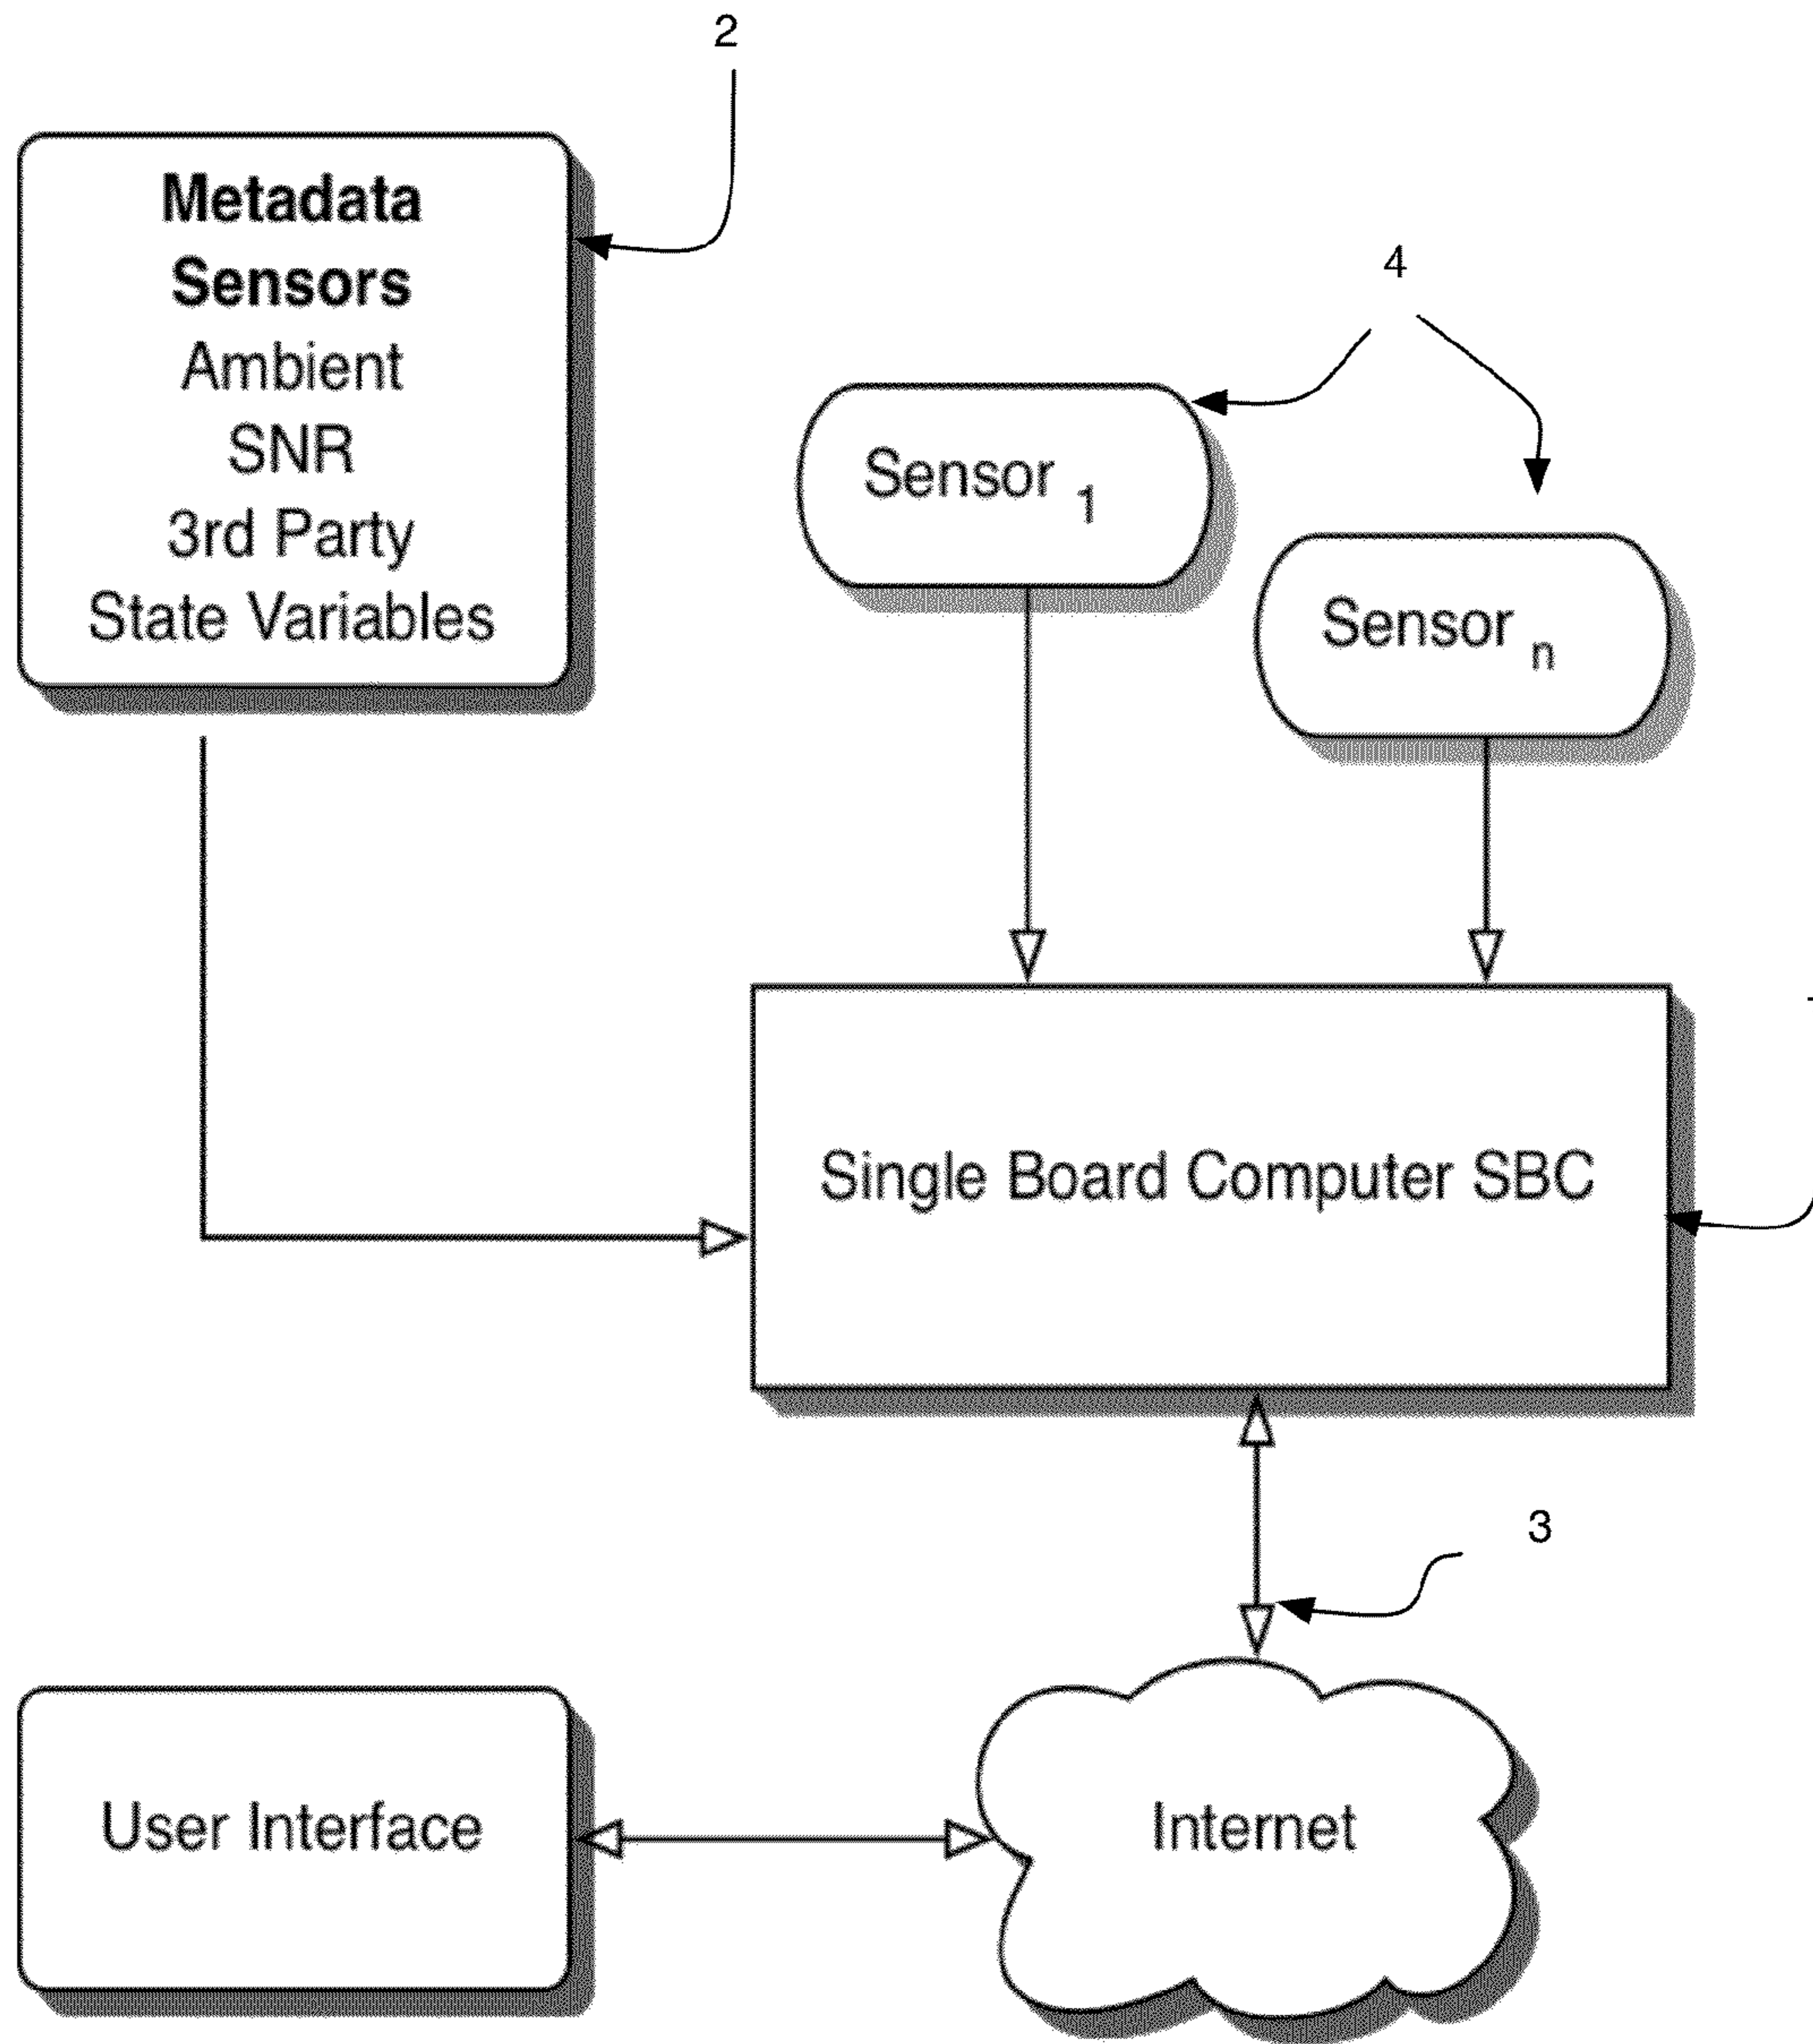 2
Metadata
Sensors
Ambient
SNR
3rd Party
State Variables
4
Sensor 1
Sensor n
Single Board Computer SBC
3
User Interface
Internet